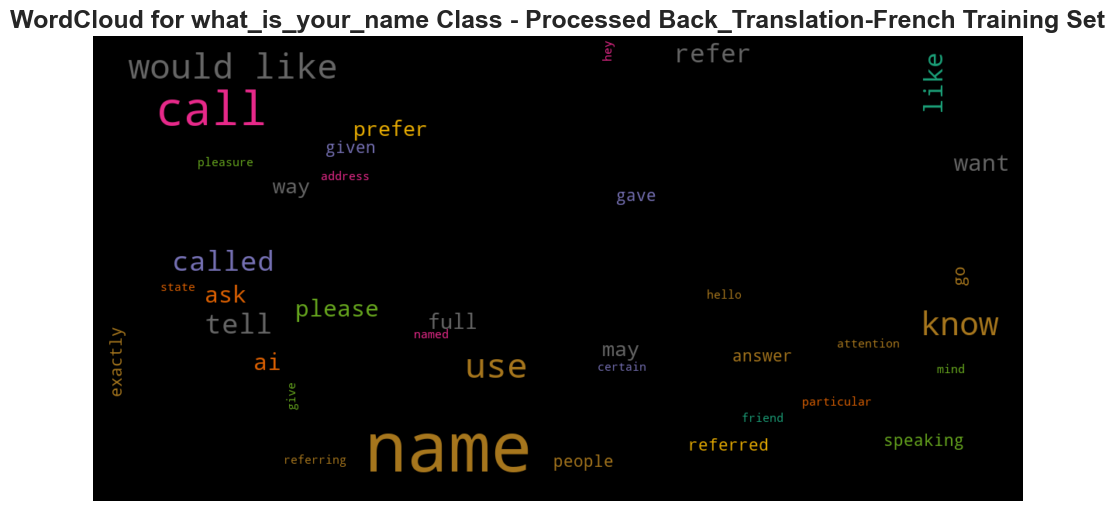 WordCloud for what_is_your_name Class - Processed Back_Translation-French Training Set
hey
refer
like
would like
call
prefer
given
pleasure
address
way
want
gave
called
go
state
ask
hello
please
tell
full
know
named
exactly
may
attention
answer
ai
use
certain
mind
give
particular
friend
name
speaking
referred
referring
people